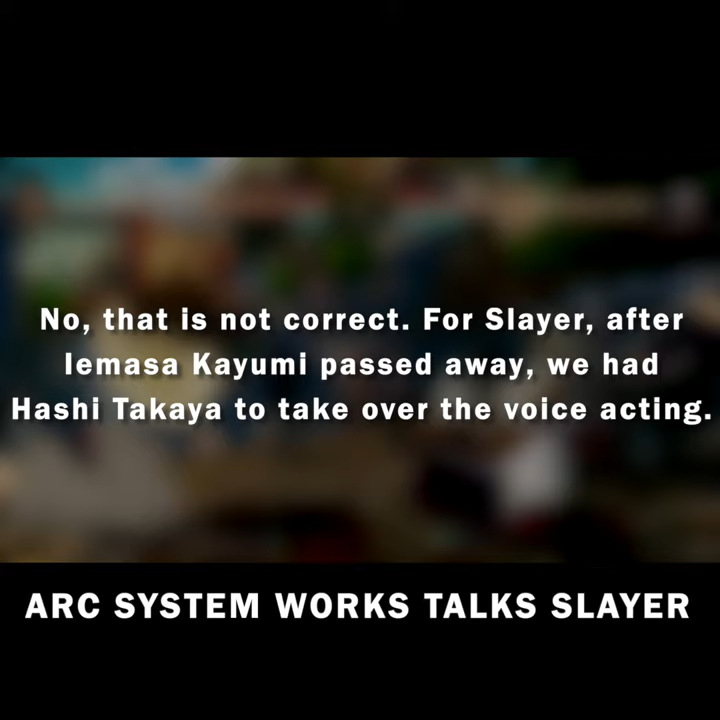 No, that is not correct. For Slayer, after
Iemasa Kayumi passed away, we had
Hashi Takaya to take over the voice acting.
ARC SYSTEM WORKS TALKS SLAYER